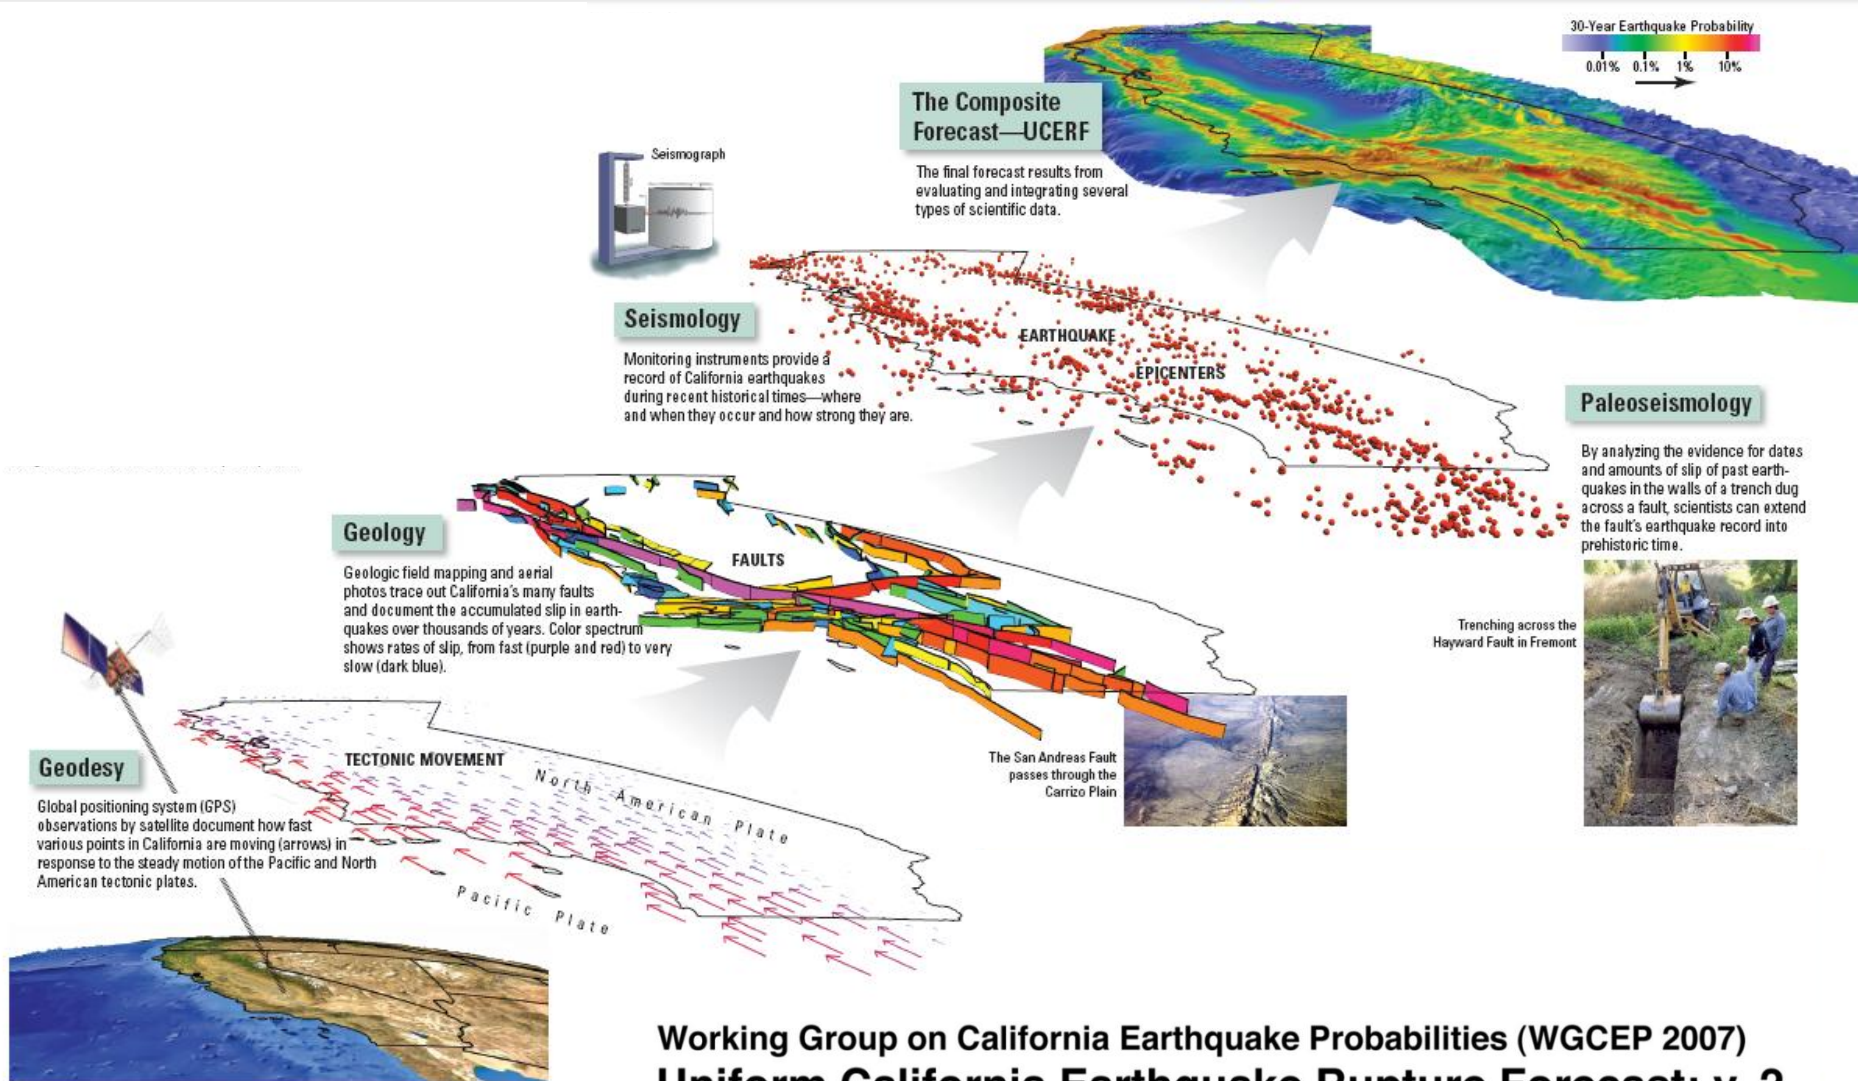 30-Year Earthquake Probability
0.01% 0.1% 1% 10%
The Composite
Forecast—UCERF
The final forecast results from
evaluating and integrating several
types of scientific data.
Seismograph
Seismology
Monitoring instruments provide a
record of California earthquakes
during recent historical times—where
and when they occur and how strong they are.
EARTHQUAKE
EPICENTERS
Paleoseismology
By analyzing the evidence for dates
and amounts of slip of past earth-
quakes in the walls of a trench dug
across a fault, scientists can extend
the fault's earthquake record into
prehistoric time.
Trenching across the
Hayward Fault in Fremont
Geology
Geologic field mapping and aerial
photos trace out California's many faults
and document the accumulated slip in earth-
quakes over thousands of years. Color spectrum
shows rates of slip, from fast (purple and red) to very
slow (dark blue).
FAULTS
The San Andreas Fault
passes through the
Carrizo Plain
Geodesy
Global positioning system (GPS)
observations by satellite document how fast
various points in California are moving (arrows) in
response to the steady motion of the Pacific and North
American tectonic plates.
TECTONIC MOVEMENT
North American Plate
Pacific Plate
Working Group on California Earthquake Probabilities (WGCEP 2007)
Uniform California Earthquake Rupture Forecast: v. 2